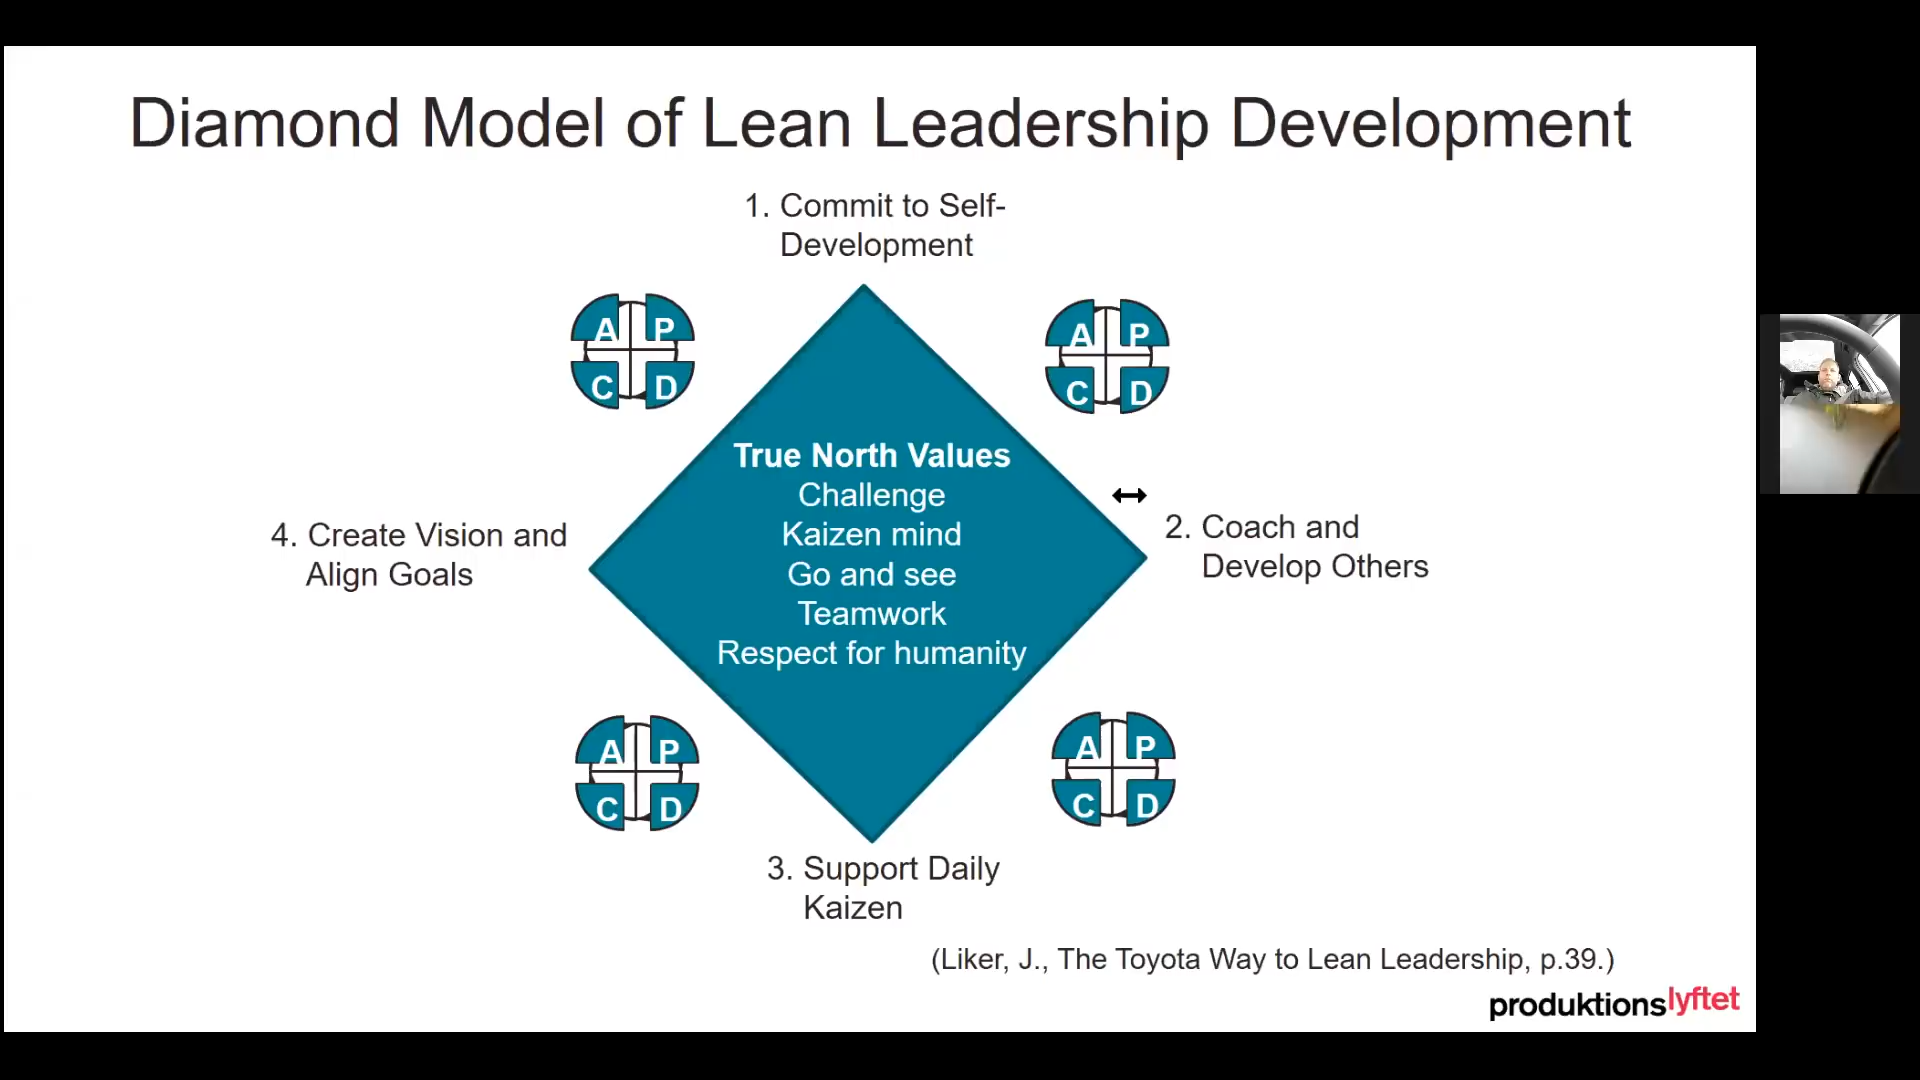 Diamond Model of Lean Leadership Development
1. Commit to Self-
Development
A P
C D
A P
C D
True North Values
Challenge
Kaizen mind
Go and see
Teamwork
Respect for humanity
4. Create Vision and
Align Goals
2. Coach and
Develop Others
A P
C D
A P
C D
3. Support Daily
Kaizen
(Liker, J., The Toyota Way to Lean Leadership, p.39.)
produktionslyftet